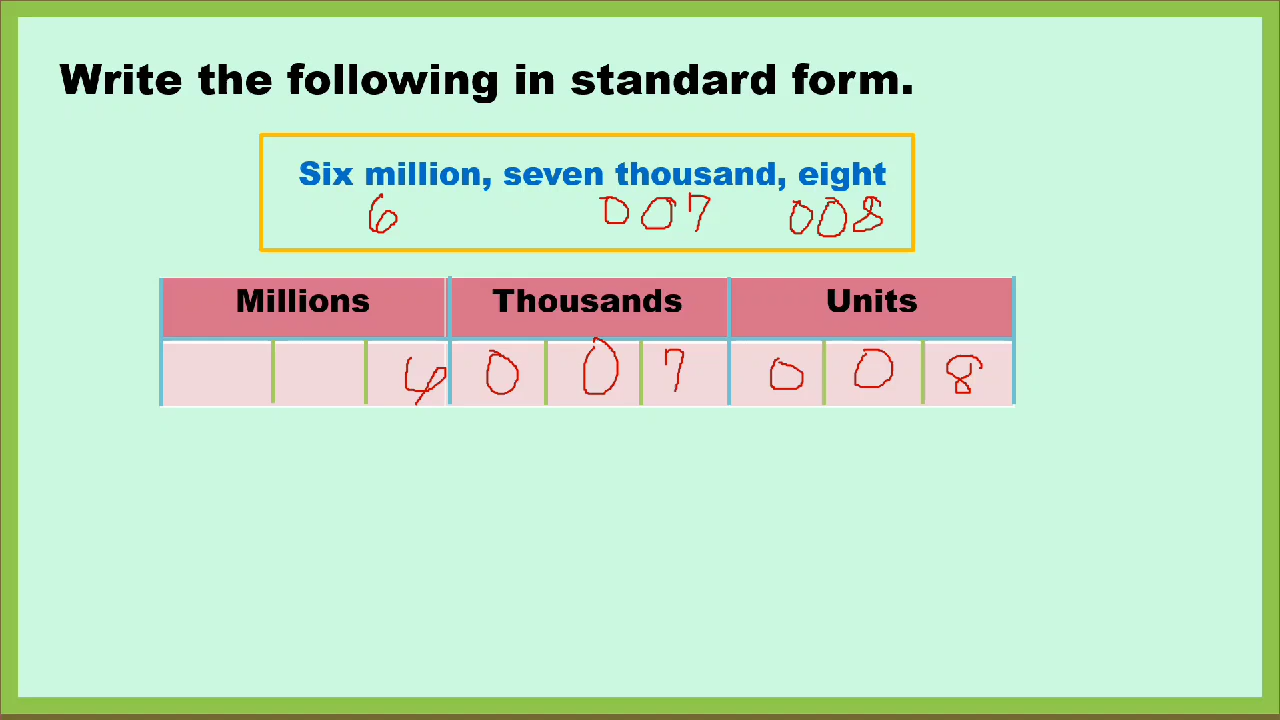 Write the following in standard form.
Six million, seven thousand, eight
6 007 008
Millions Thousands Units
6 0 0 7 0 0 8